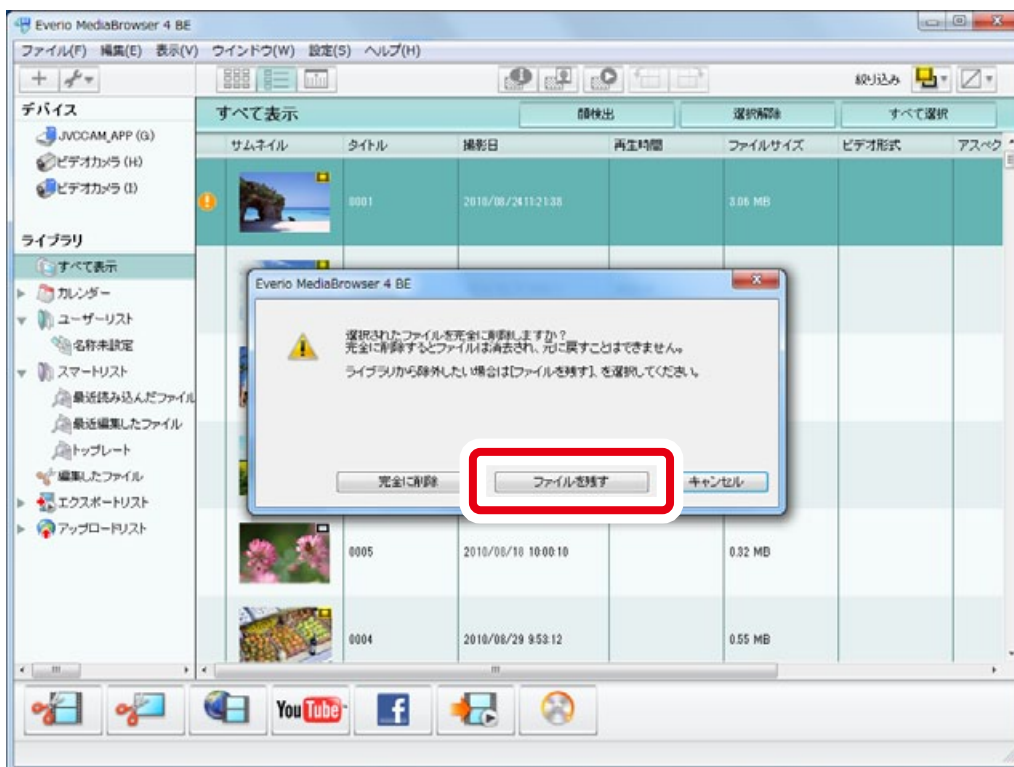 Everio MediaBrowser 4 BE
ファイル(F) 編集(E) 表示(V) ウインドウ(W) 設定(S) ヘルプ(H)
絞り込み
デバイス
JVCCAM_APP (G)
ビデオカメラ (H)
ビデオカメラ (I)
ライブラリ
すべて表示
カレンダー
ユーザーリスト
名称未設定
スマートリスト
最近読み込んだファイル
最近編集したファイル
トップレート
編集したファイル
エクスポートリスト
アップロードリスト
すべて表示 顔検出 選択解除 すべて選択
サムネイル タイトル 撮影日 再生時間 ファイルサイズ ビデオ形式 アスペク
0001 2010/08/24 11:21:38 3.06 MB
Everio MediaBrowser 4 BE
選択されたファイルを完全に削除しますか?
完全に削除するとファイルは消去され、元に戻すことはできません。
ライブラリから除外したい場合は[ファイルを残す]、を選択してください。
完全に削除 ファイルを残す キャンセル
0005 2010/08/18 10:00:10 0.32 MB
0004 2010/08/29 9:53:12 0.55 MB
YouTube
f